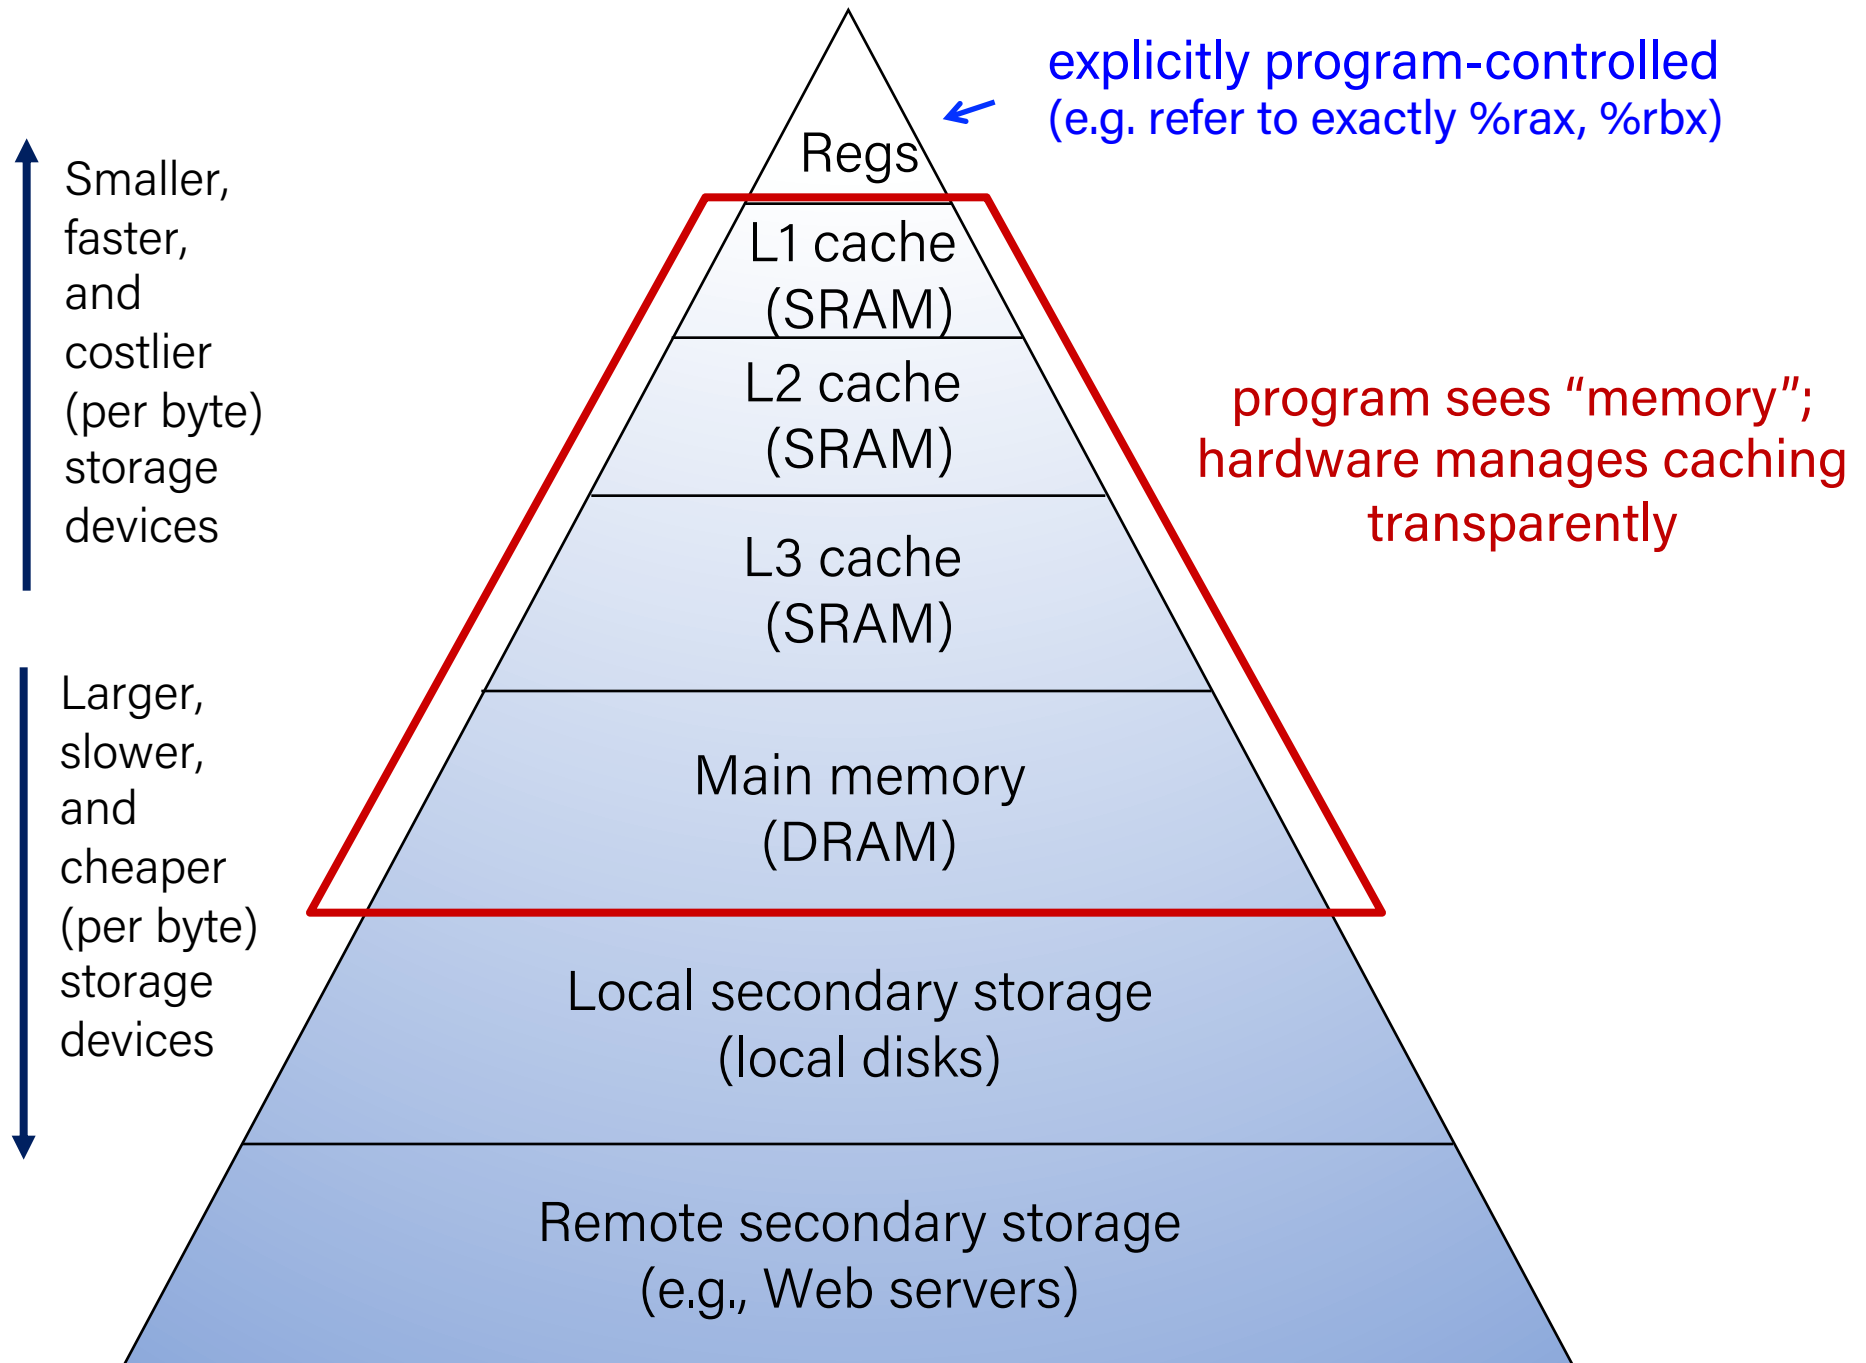 explicitly program-controlled
(e.g. refer to exactly %rax, %rbx)
Regs
Smaller,
faster,
and
costlier
(per byte)
storage
devices
L1 cache
(SRAM)
L2 cache
(SRAM)
program sees “memory”;
hardware manages caching
transparently
L3 cache
(SRAM)
Larger,
slower,
and
cheaper
(per byte)
storage
devices
Main memory
(DRAM)
Local secondary storage
(local disks)
Remote secondary storage
(e.g., Web servers)